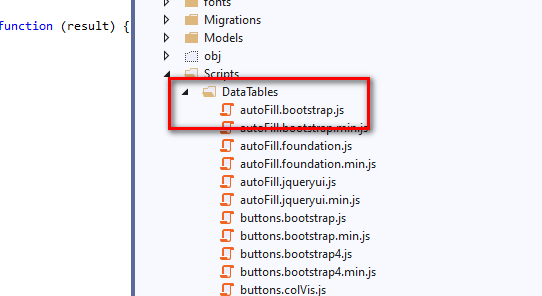 fonts
Migrations
function (result) {
Models
obj
Scripts
DataTables
autoFill.bootstrap.js
autoFill.bootstrap.min.js
autoFill.foundation.js
autoFill.foundation.min.js
autoFill.jqueryui.js
autoFill.jqueryui.min.js
buttons.bootstrap.js
buttons.bootstrap.min.js
buttons.bootstrap4.js
buttons.bootstrap4.min.js
buttons.colVis.js